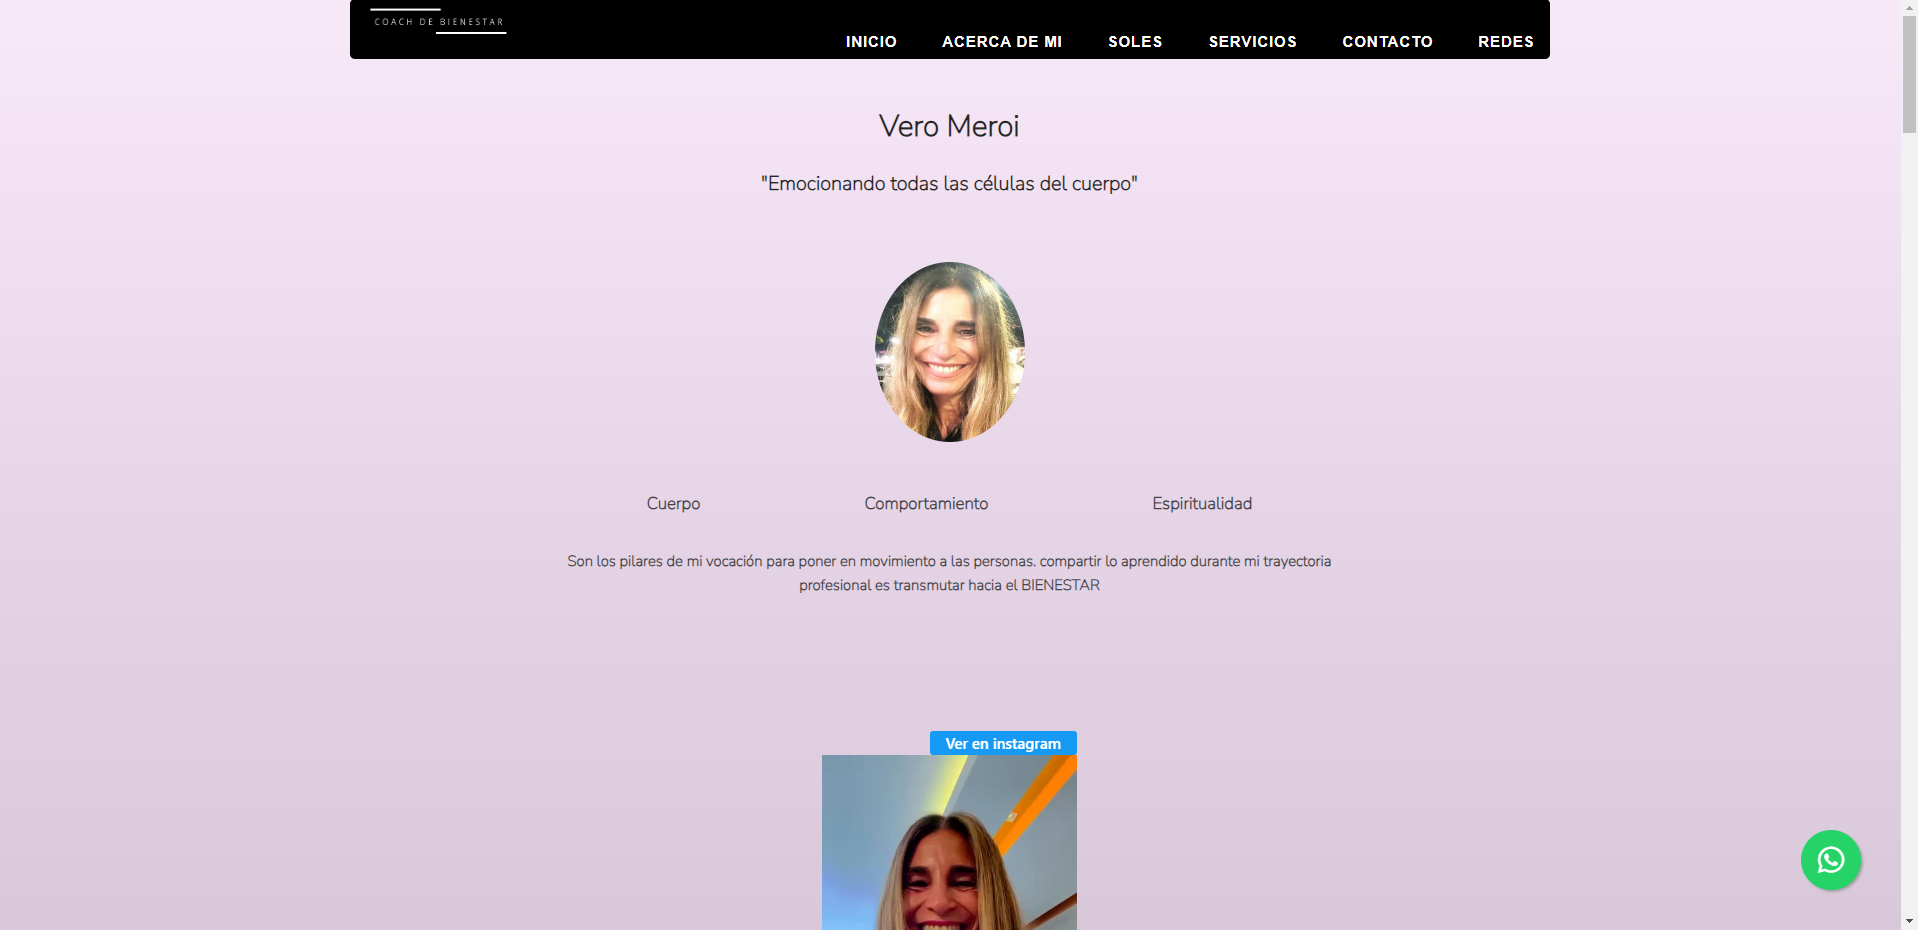 COACH DE BIENESTAR
INICIO ACERCA DE MI SOLES SERVICIOS CONTACTO REDES
Vero Meroi
"Emocionando todas las células del cuerpo"
Cuerpo Comportamiento Espiritualidad
Son los pilares de mi vocación para poner en movimiento a las personas. compartir lo aprendido durante mi trayectoria
profesional es transmutar hacia el BIENESTAR
Ver en instagram